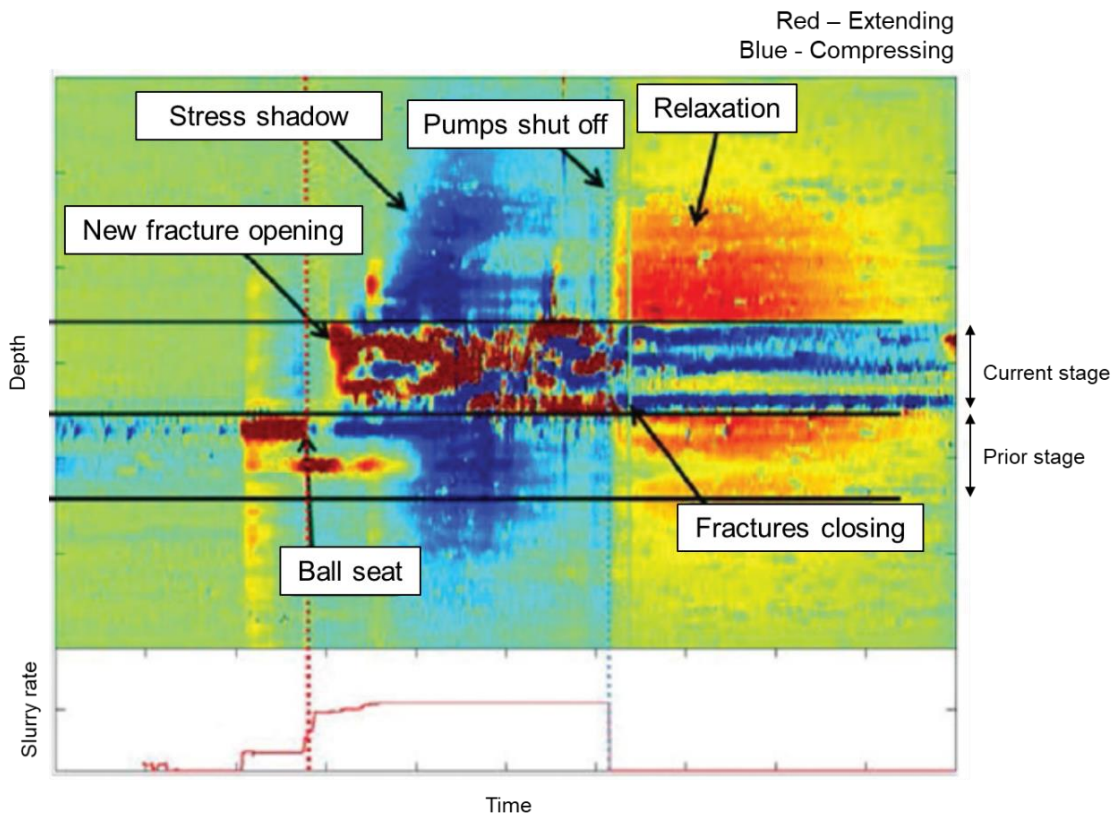 Red – Extending
Blue - Compressing
Stress shadow
Pumps shut off
Relaxation
New fracture opening
Depth
Current stage
Prior stage
Fractures closing
Ball seat
Slurry rate
Time